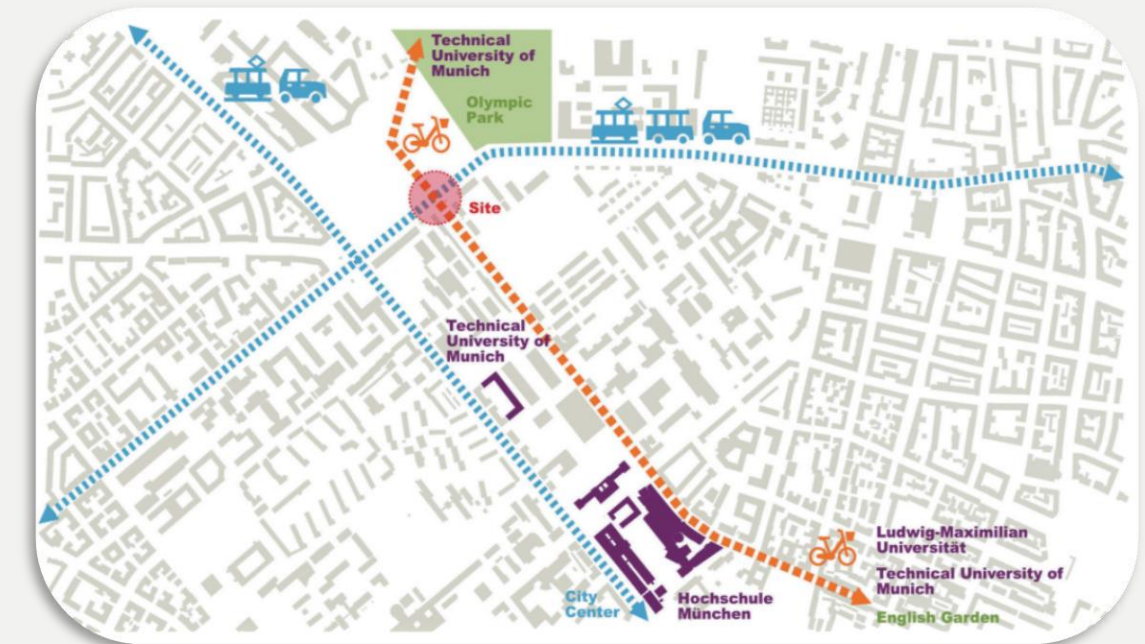 Technical
University of
Munich
Olympic
Park
Site
Technical
University of
Munich
Ludwig-Maximilian
Universität
Technical University of
Munich
English Garden
City
Center
Hochschule
München